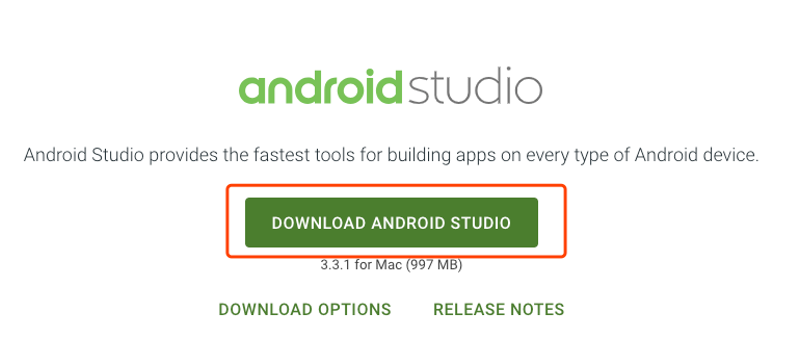 androidstudio
Android Studio provides the fastest tools for building apps on every type of Android device.
DOWNLOAD ANDROID STUDIO
3.3.1 for Mac (997 MB)
DOWNLOAD OPTIONS RELEASE NOTES